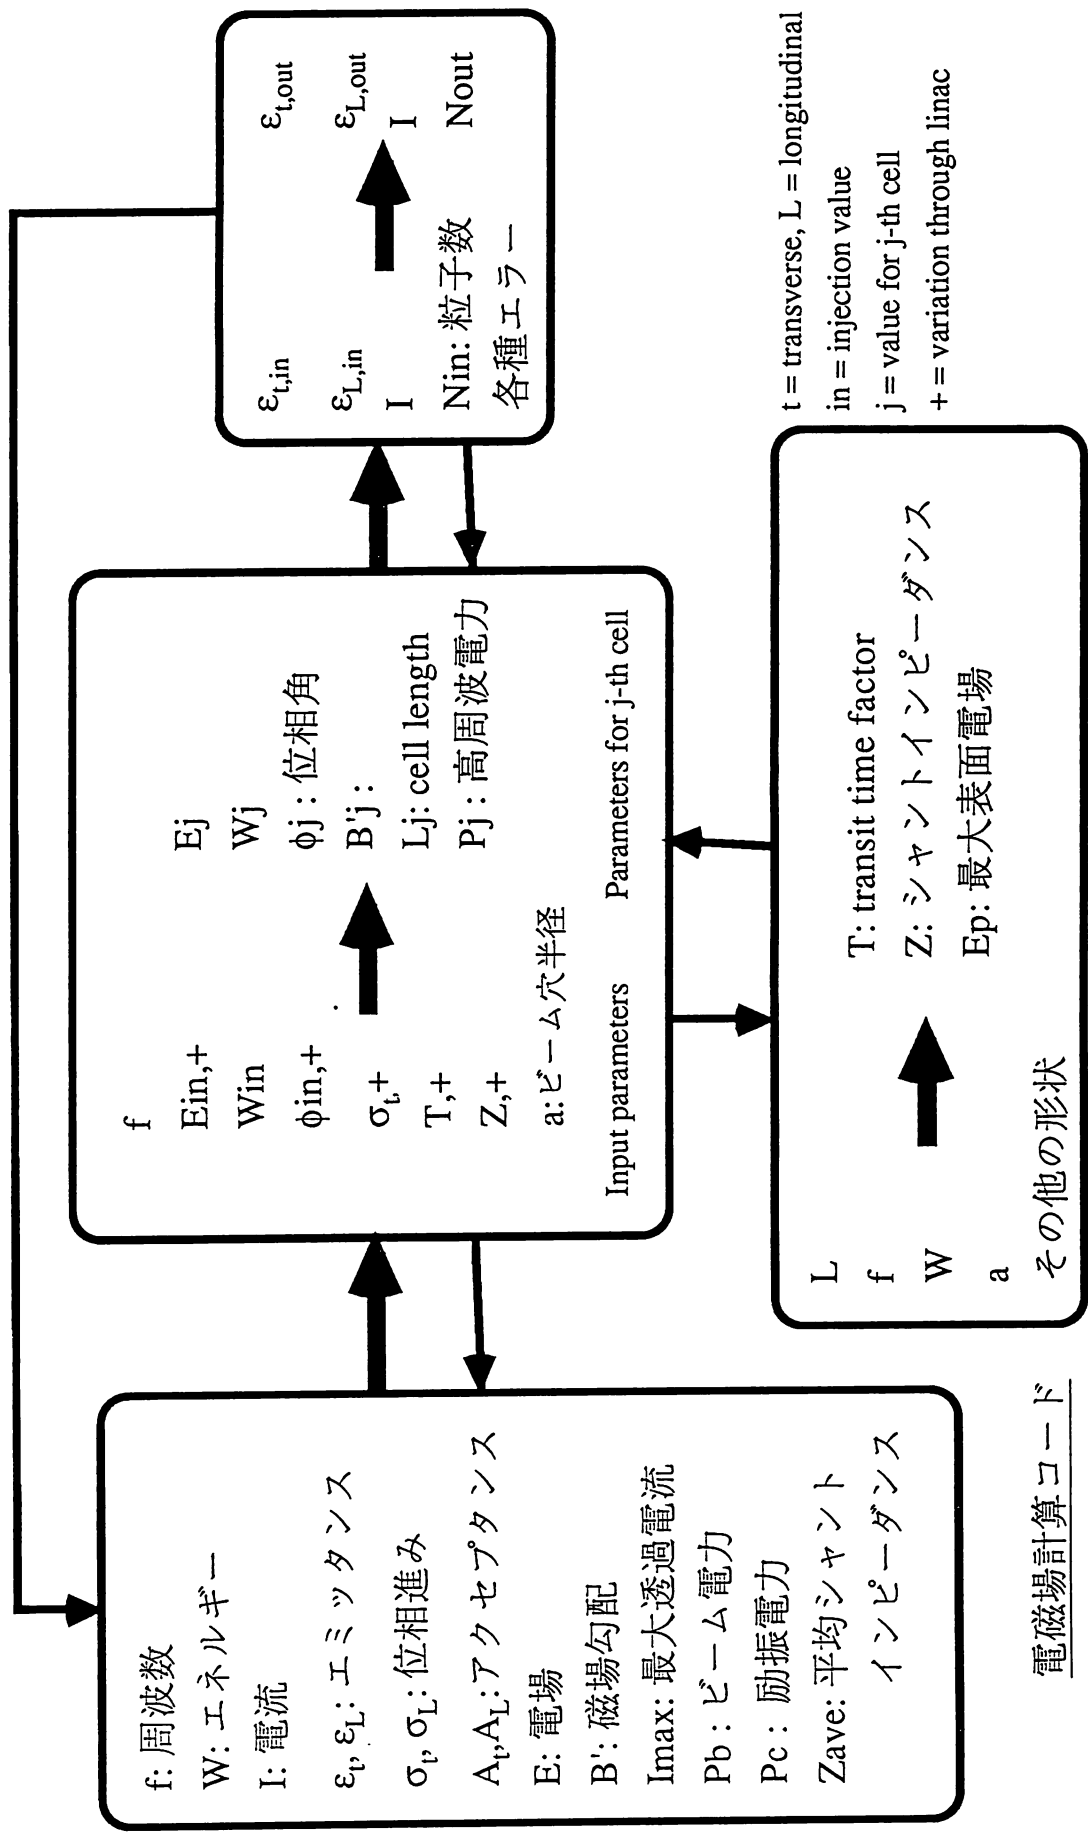 f: 周波数
W: エネルギー
I: 電流
εt, εL: エミッタンス
σt, σL: 位相進み
At,AL:アクセプタンス
E: 電場
B': 磁場勾配
Imax: 最大透過電流
Pb : ビーム電力
Pc : 励振電力
Zave: 平均シャント
インピーダンス
f
Ein,+
Win
ϕin,+
σt,+
T,+
Z,+
a:ビーム穴半径
Input parameters
Ej
Wj
ϕj : 位相角
B'j :
Lj: cell length
Pj : 高周波電力
Parameters for j-th cell
εt,in
εL,in
I
Nin: 粒子数
各種エラー
εt,out
εL,out
I
Nout
電磁場計算コード
L
f
W
a
その他の形状
T: transit time factor
Z: シャントインピーダンス
Ep: 最大表面電場
t = transverse, L = longitudinal
in = injection value
j = value for j-th cell
+ = variation through linac